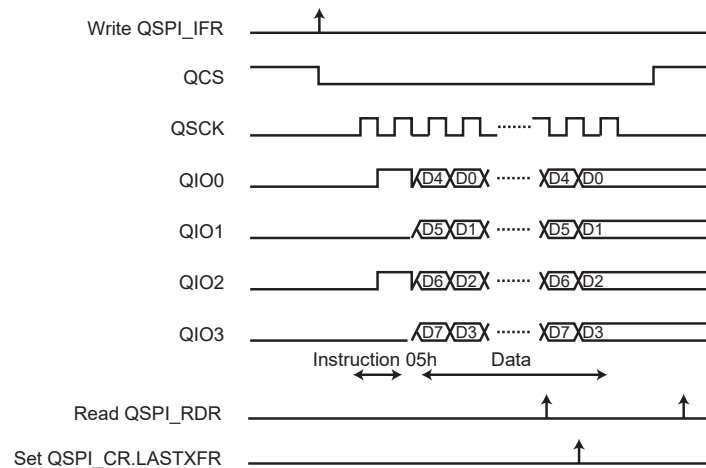 Write QSPI_IFR
QCS
QSCK
QIO0 D4 D0 D4 D0
QIO1 D5 D1 D5 D1
QIO2 D6 D2 D6 D2
QIO3 D7 D3 D7 D3
Instruction 05h Data
Read QSPI_RDR
Set QSPI_CR.LASTXFR